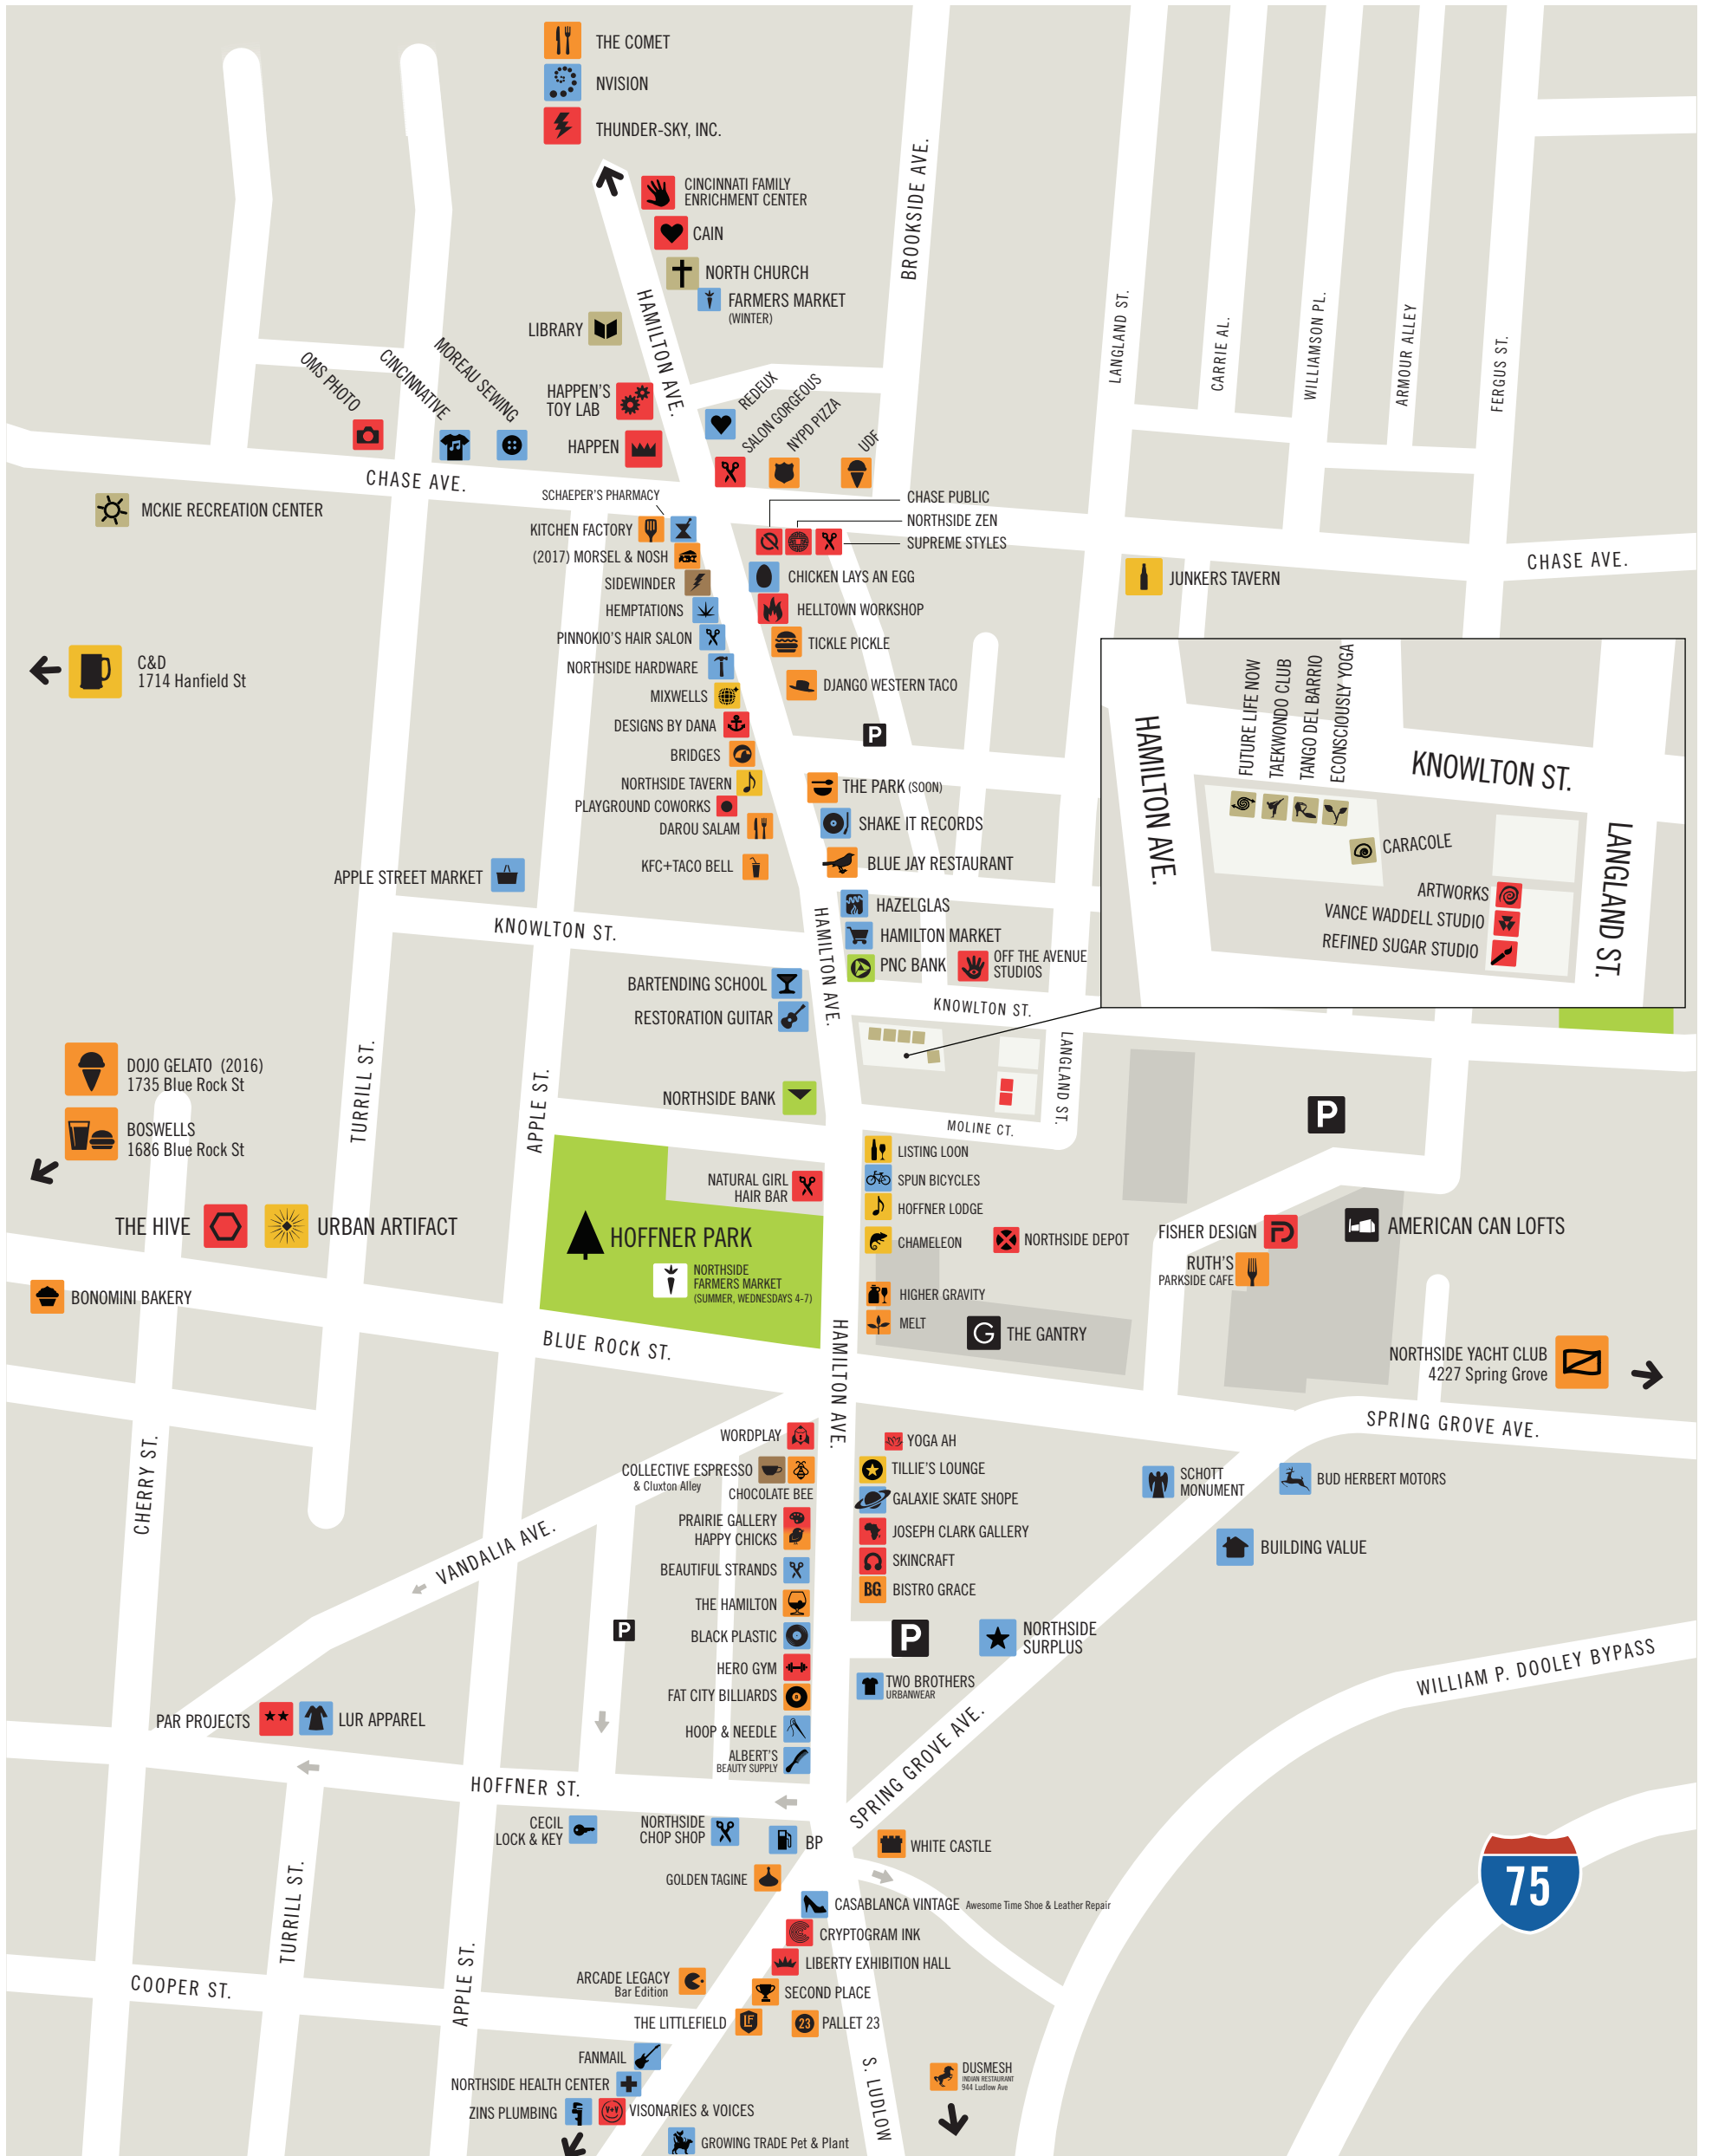 THE COMET
NVISION
THUNDER-SKY, INC.
CINCINNATI FAMILY
ENRICHMENT CENTER
CAIN
NORTH CHURCH
FARMERS MARKET
(WINTER)
BROOKSIDE AVE.
HAMILTON AVE.
LIBRARY
LANGLAND ST.
CARRIE AL.
WILLIAMSON PL.
ARMOUR ALLEY
FERGUS ST.
OMS PHOTO
CINCINNATIVE
MOREAU SEWING
HAPPEN'S
TOY LAB
HAPPEN
REDEUX
SALON GORGEOUS
NYPD PIZZA
UDF
CHASE AVE.
MCKIE RECREATION CENTER
SCHAEPER'S PHARMACY
KITCHEN FACTORY
(2017) MORSEL & NOSH
SIDEWINDER
HEMPTATIONS
PINNOKIO'S HAIR SALON
NORTHSIDE HARDWARE
MIXWELLS
DESIGNS BY DANA
BRIDGES
NORTHSIDE TAVERN
PLAYGROUND COWORKS
DAROU SALAM
KFC+TACO BELL
CHASE PUBLIC
NORTHSIDE ZEN
SUPREME STYLES
CHICKEN LAYS AN EGG
HELLTOWN WORKSHOP
TICKLE PICKLE
DJANGO WESTERN TACO
P
THE PARK (SOON)
SHAKE IT RECORDS
BLUE JAY RESTAURANT
JUNKERS TAVERN
CHASE AVE.
C&D
1714 Hanfield St
HAMILTON AVE.
FUTURE LIFE NOW
TAEKWONDO CLUB
TANGO DEL BARRIO
ECONSCIOUSLY YOGA
KNOWLTON ST.
CARACOLE
ARTWORKS
VANCE WADDELL STUDIO
REFINED SUGAR STUDIO
LANGLAND ST.
APPLE STREET MARKET
KNOWLTON ST.
HAMILTON AVE.
HAZELGLAS
HAMILTON MARKET
PNC BANK
OFF THE AVENUE
STUDIOS
BARTENDING SCHOOL
RESTORATION GUITAR
KNOWLTON ST.
LANGLAND ST.
DOJO GELATO (2016)
1735 Blue Rock St
BOSWELLS
1686 Blue Rock St
TURRILL ST.
APPLE ST.
NORTHSIDE BANK
MOLINE CT.
P
LISTING LOON
SPUN BICYCLES
HOFFNER LODGE
CHAMELEON
NORTHSIDE DEPOT
NATURAL GIRL
HAIR BAR
THE HIVE
URBAN ARTIFACT
HOFFNER PARK
NORTHSIDE
FARMERS MARKET
(SUMMER, WEDNESDAYS 4-7)
FISHER DESIGN
RUTH'S
PARKSIDE CAFE
AMERICAN CAN LOFTS
BONOMINI BAKERY
HIGHER GRAVITY
MELT
G
THE GANTRY
BLUE ROCK ST.
HAMILTON AVE.
NORTHSIDE YACHT CLUB
4227 Spring Grove
SPRING GROVE AVE.
CHERRY ST.
VANDALIA AVE.
WORDPLAY
COLLECTIVE ESPRESSO
& Cluxton Alley
CHOCOLATE BEE
PRAIRIE GALLERY
HAPPY CHICKS
BEAUTIFUL STRANDS
THE HAMILTON
BLACK PLASTIC
HERO GYM
FAT CITY BILLIARDS
HOOP & NEEDLE
ALBERT'S
BEAUTY SUPPLY
YOGA AH
TILLIE'S LOUNGE
GALAXIE SKATE SHOPE
JOSEPH CLARK GALLERY
SKINCRAFT
BG
BISTRO GRACE
P
P
NORTHSIDE
SURPLUS
TWO BROTHERS
URBANWEAR
SCHOTT
MONUMENT
BUD HERBERT MOTORS
BUILDING VALUE
WILLIAM P. DOOLEY BYPASS
SPRING GROVE AVE.
PAR PROJECTS
LUR APPAREL
HOFFNER ST.
CECIL
LOCK & KEY
NORTHSIDE
CHOP SHOP
BP
WHITE CASTLE
GOLDEN TAGINE
CASABLANCA VINTAGE Awesome Time Shoe & Leather Repair
CRYPTOGRAM INK
LIBERTY EXHIBITION HALL
75
TURRILL ST.
COOPER ST.
APPLE ST.
ARCADE LEGACY
Bar Edition
SECOND PLACE
THE LITTLEFIELD
LF
23
PALLET 23
FANMAIL
NORTHSIDE HEALTH CENTER
ZINS PLUMBING
V+V
VISONARIES & VOICES
GROWING TRADE Pet & Plant
S. LUDLOW
DUSMESH
INDIAN RESTAURANT
944 Ludlow Ave